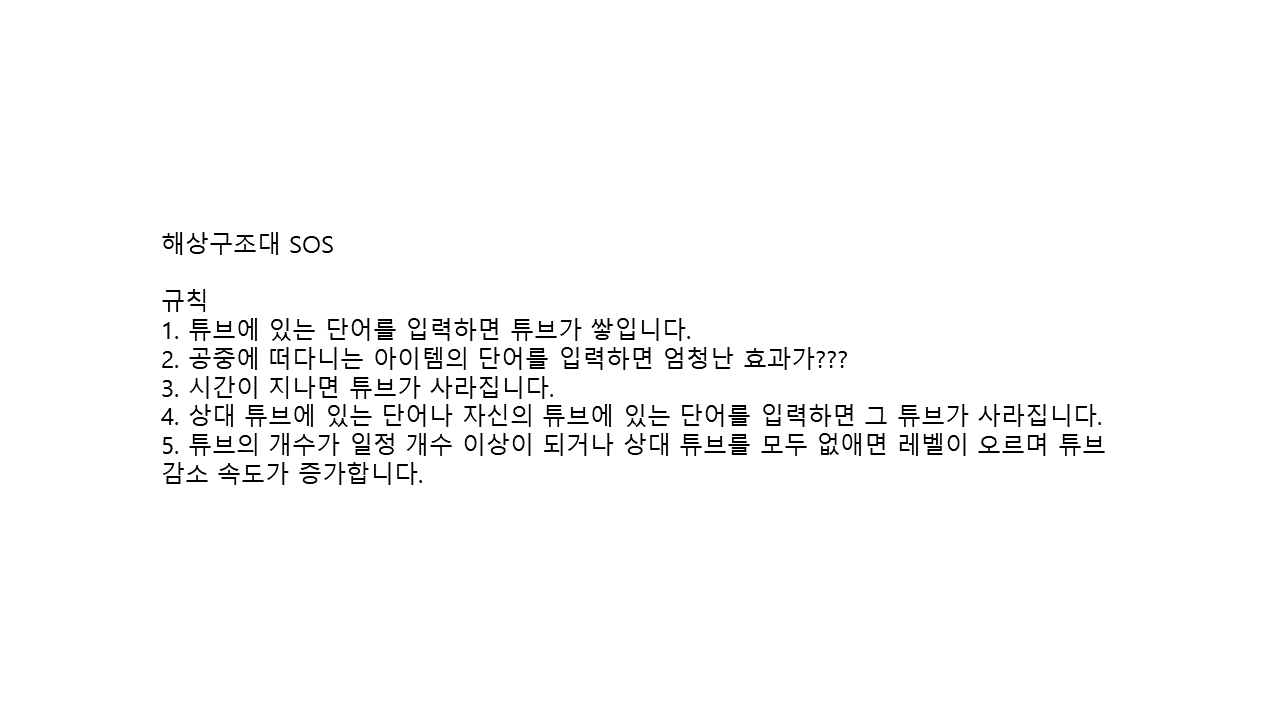 해상구조대 SOS
규칙
1. 튜브에 있는 단어를 입력하면 튜브가 쌓입니다.
2. 공중에 떠다니는 아이템의 단어를 입력하면 엄청난 효과가???
3. 시간이 지나면 튜브가 사라집니다.
4. 상대 튜브에 있는 단어나 자신의 튜브에 있는 단어를 입력하면 그 튜브가 사라집니다.
5. 튜브의 개수가 일정 개수 이상이 되거나 상대 튜브를 모두 없애면 레벨이 오르며 튜브
감소 속도가 증가합니다.